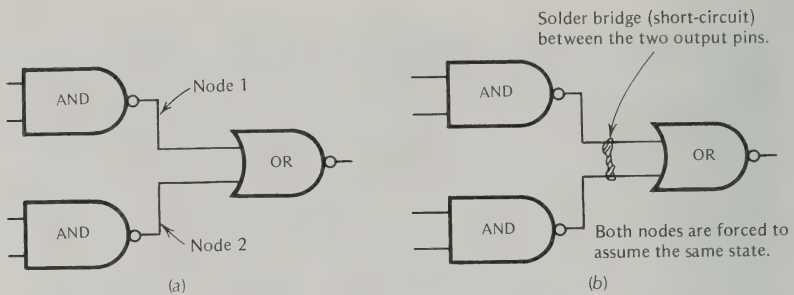 AND
Node 1
OR
AND
Node 2
(a)
Solder bridge (short-circuit)
between the two output pins.
(b)
AND
OR
AND
Both nodes are forced to
assume the same state.
(b)